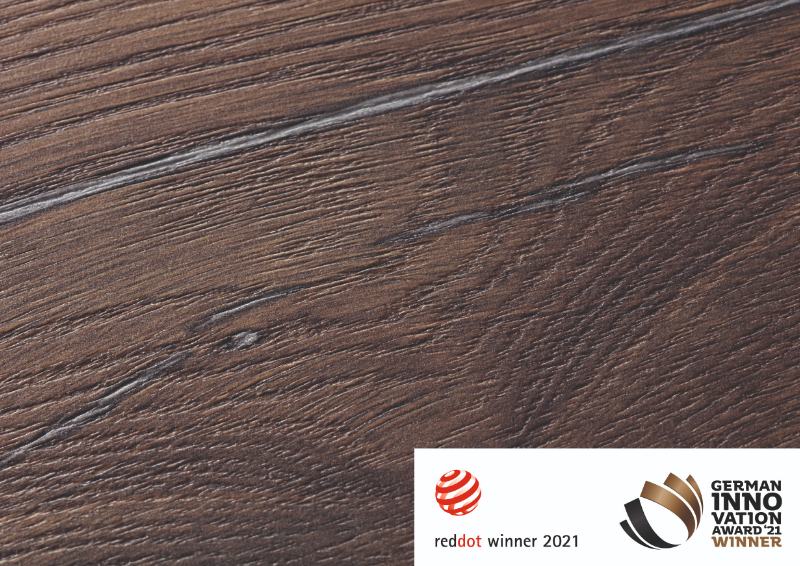 reddot winner 2021
GERMAN
INNO
VATION
AWARD '21
WINNER